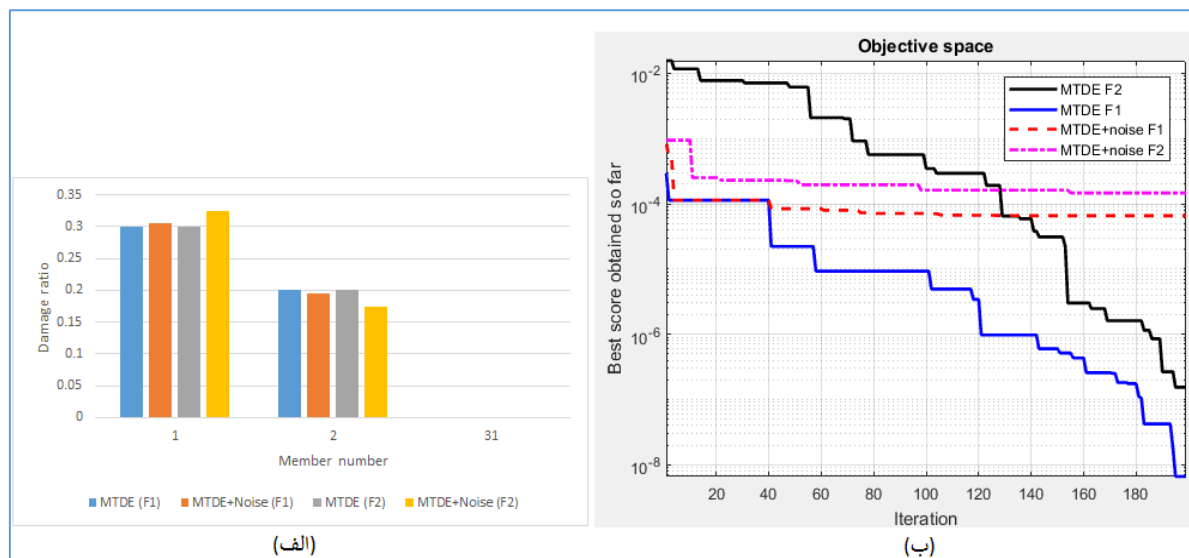 0.35
0.3
0.25
0.2
0.15
0.1
0.05
0
Damage ratio
1 2 31
Member number
MTDE (F1) MTDE+Noise (F1) MTDE (F2) MTDE+Noise (F2)
(الف)
Objective space
MTDE F2
MTDE F1
MTDE+noise F1
MTDE+noise F2
10⁻²
10⁻⁴
10⁻⁶
10⁻⁸
Best score obtained so far
20 40 60 80 100 120 140 160 180
Iteration
(ب)